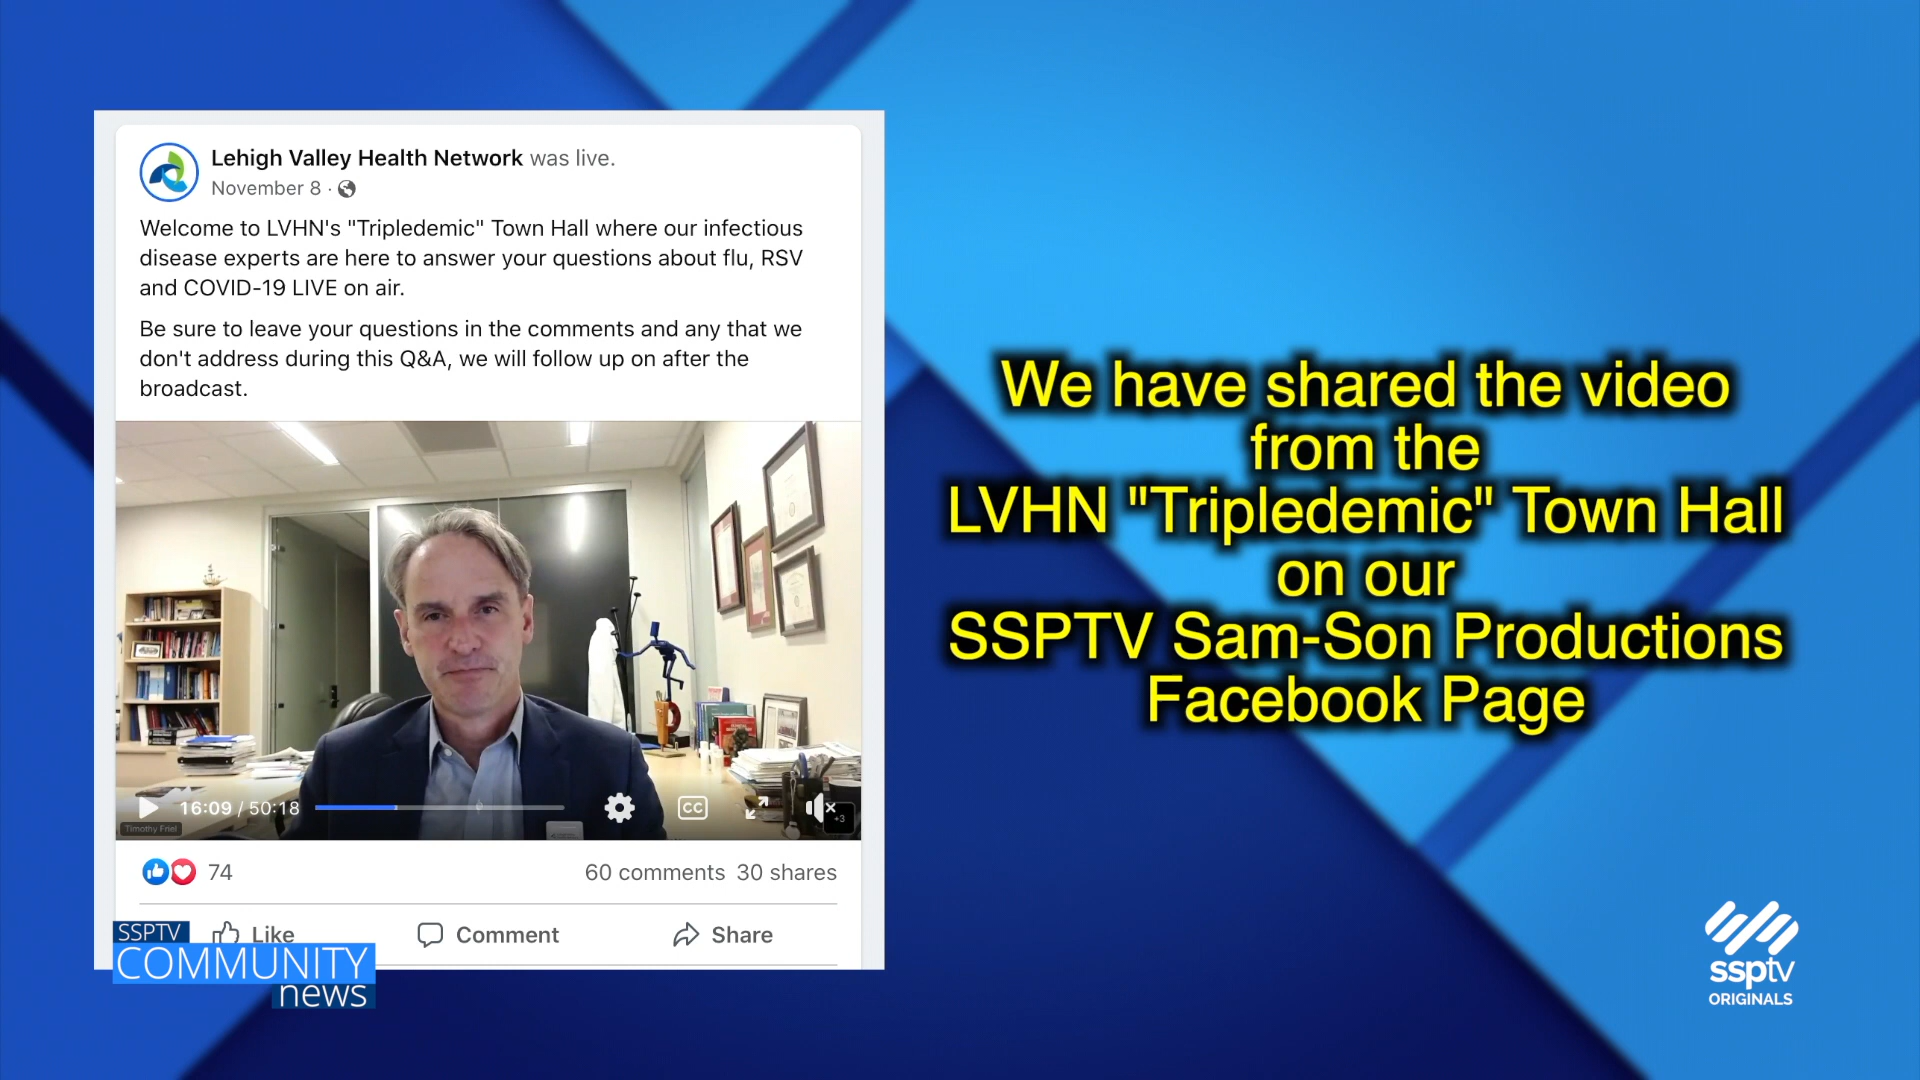 Lehigh Valley Health Network was live.
November 8 ·
Welcome to LVHN's "Tripledemic" Town Hall where our infectious
disease experts are here to answer your questions about flu, RSV
and COVID-19 LIVE on air.
Be sure to leave your questions in the comments and any that we
don't address during this Q&A, we will follow up on after the
broadcast.
16:09 / 50:18
CC
+3
Timothy Friel
74
60 comments 30 shares
Like
Comment
Share
SSPTV
COMMUNITY
news
We have shared the video
from the
LVHN "Tripledemic" Town Hall
on our
SSPTV Sam-Son Productions
Facebook Page
ssptv
ORIGINALS